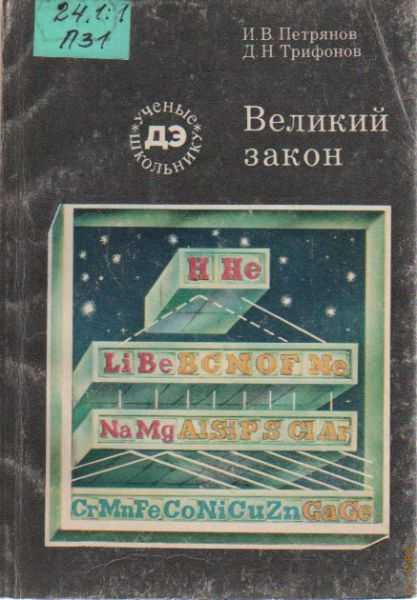 24.1:1
П31
И. В. Петрянов
Д. Н. Трифонов
*ученые*
школьнику
ДЭ
Великий
закон
H He
Li Be B C N O F Ne
Na Mg Al Si P S Cl Ar
Cr Mn Fe Co Ni Cu Zn Ga Ge